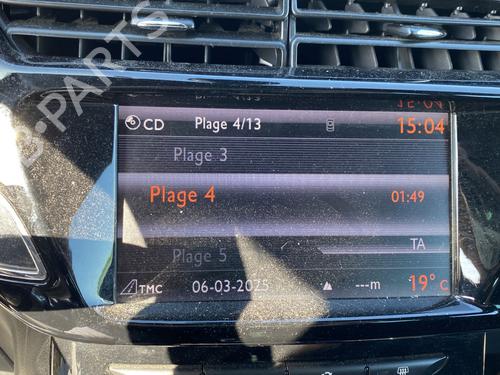 B-PARTS
CD Plage 4/13 15:04
Plage 3
Plage 4 01:49
Plage 5 TA
TMC 06-03-2025 ---m 19°C